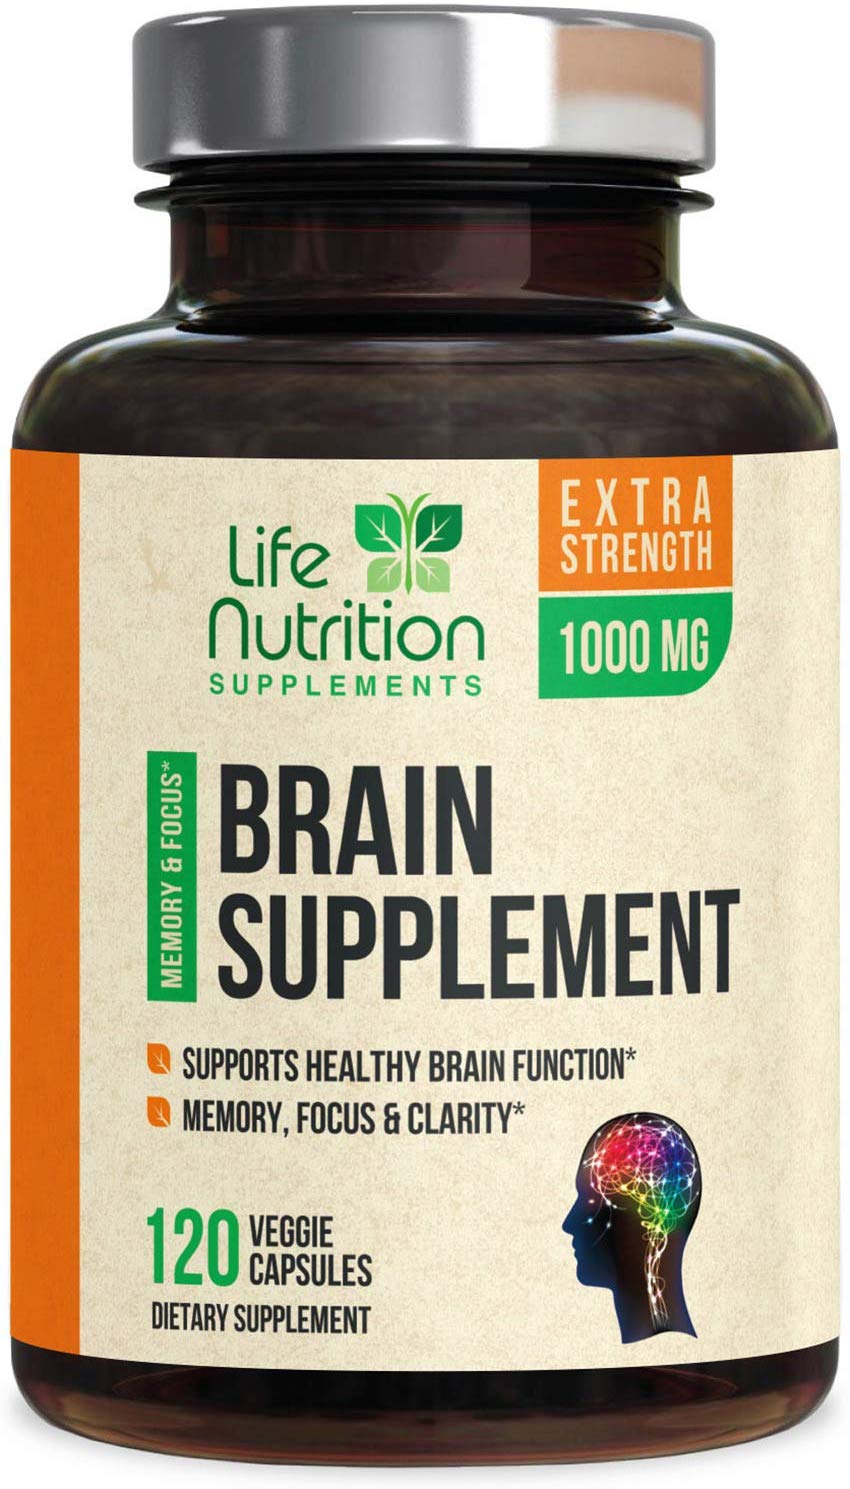 Life
Nutrition
SUPPLEMENTS
EXTRA
STRENGTH
1000 MG
MEMORY & FOCUS*
BRAIN
SUPPLEMENT
SUPPORTS HEALTHY BRAIN FUNCTION*
MEMORY, FOCUS & CLARITY*
120 VEGGIE
CAPSULES
DIETARY SUPPLEMENT